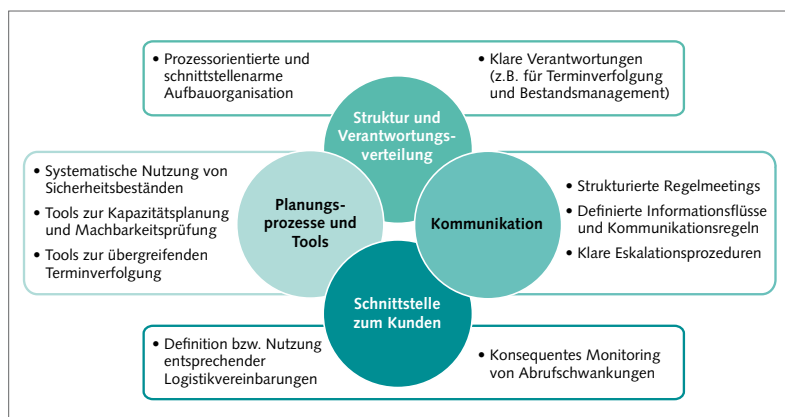 • Prozessorientierte und
schnittstellenarme
Aufbauorganisation
• Klare Verantwortungen
(z.B. für Terminverfolgung
und Bestandsmanagement)
Struktur und
Verantwortungs-
verteilung
• Systematische Nutzung von
Sicherheitsbeständen
• Tools zur Kapazitätsplanung
und Machbarkeitsprüfung
• Tools zur übergreifenden
Terminverfolgung
Planungs-
prozesse und
Tools
Kommunikation
• Strukturierte Regelmeetings
• Definierte Informationsflüsse
und Kommunikationsregeln
• Klare Eskalationsprozeduren
Schnittstelle
zum Kunden
• Definition bzw. Nutzung
entsprechender
Logistikvereinbarungen
• Konsequentes Monitoring
von Abrufschwankungen